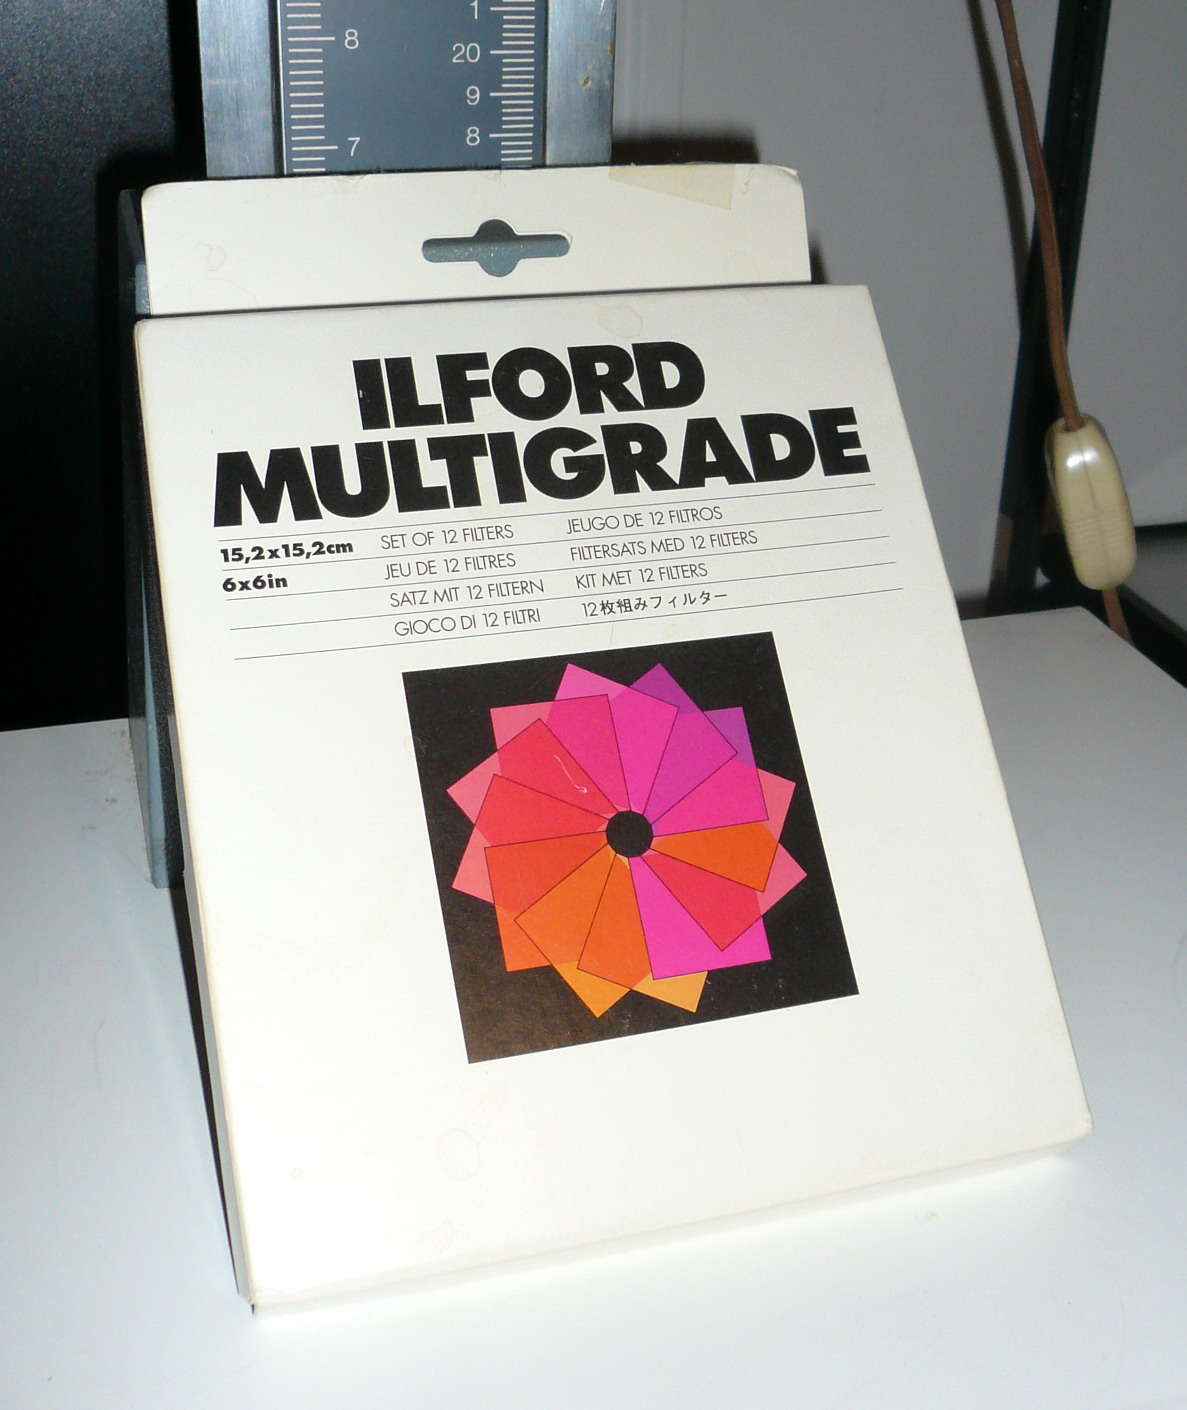 8
7
1
20
9
8
ILFORD
MULTIGRADE
15,2x15,2cm
6x6in
SET OF 12 FILTERS
JEU DE 12 FILTRES
SATZ MIT 12 FILTERN
GIOCO DI 12 FILTRI
JEUGO DE 12 FILTROS
FILTERSATS MED 12 FILTERS
KIT MET 12 FILTERS
12枚組みフィルター